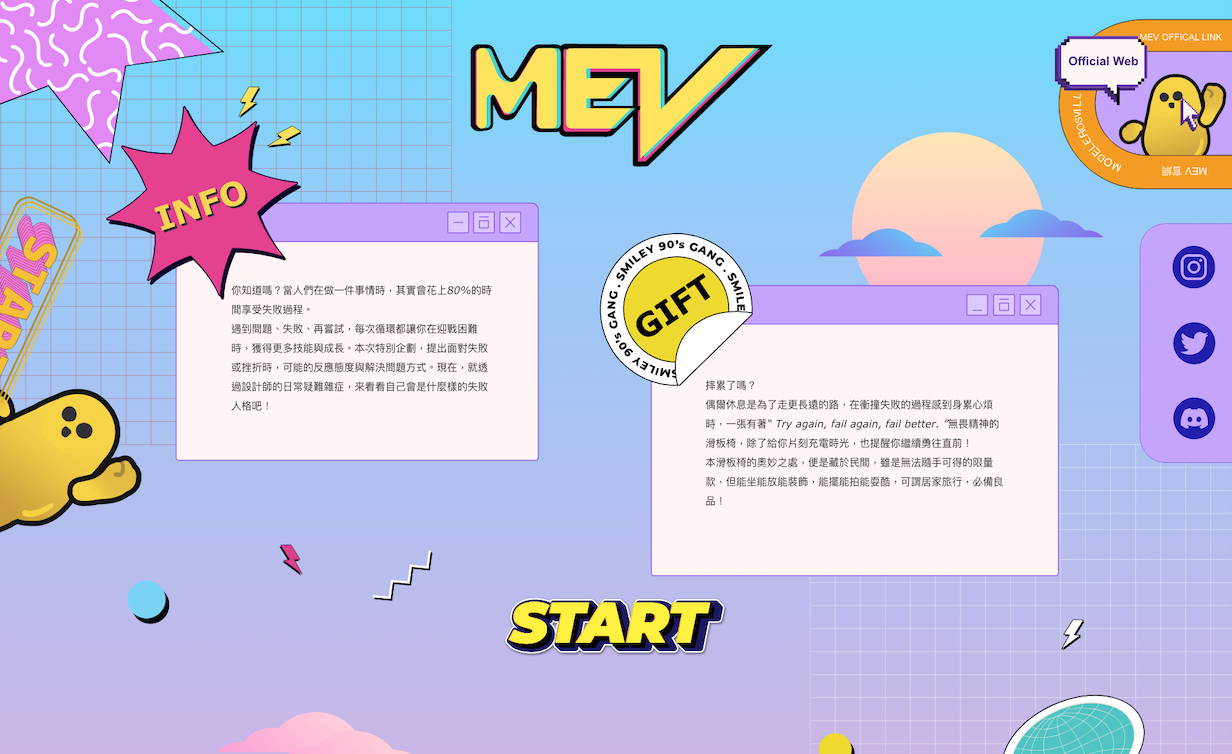 MEV
MEV OFFICAL LINK
Official Web
MODELEROSVILL
MEV 官網
INFO
START
你知道嗎？當人們在做一件事情時，其實會花上80%的時
間享受失敗過程。
遇到問題、失敗、再嘗試，每次循環都讓你在迎戰困難
時，獲得更多技能與成長。本次特別企劃，提出面對失敗
或挫折時，可能的反應態度與解決問題方式。現在，就透
過設計師的日常疑難雜症，來看看自己會是什麼樣的失敗
人格吧！
SMILEY 90's GANG . SMILEY 90's GANG . SMILE
GIFT
摔累了嗎？
偶爾休息是為了走更長遠的路，在衝撞失敗的過程感到身累心煩
時，一張有著“ Try again, fail again, fail better. ”無畏精神的
滑板椅，除了給你片刻充電時光，也提醒你繼續勇往直前！
本滑板椅的奧妙之處，便是藏於民間，雖是無法隨手可得的限量
款，但能坐能放能裝飾，能擺能拍能耍酷，可謂居家旅行，必備良
品！
START